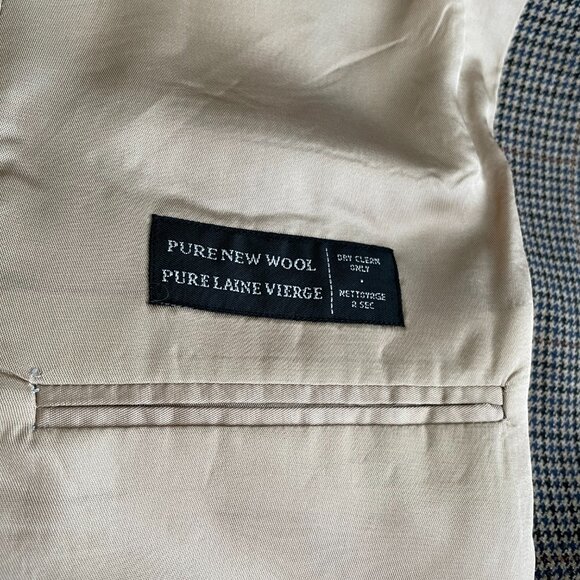 PURE NEW WOOL
PURE LAINE VIERGE
DRY CLEAN
ONLY
•
NETTOYAGE
A SEC